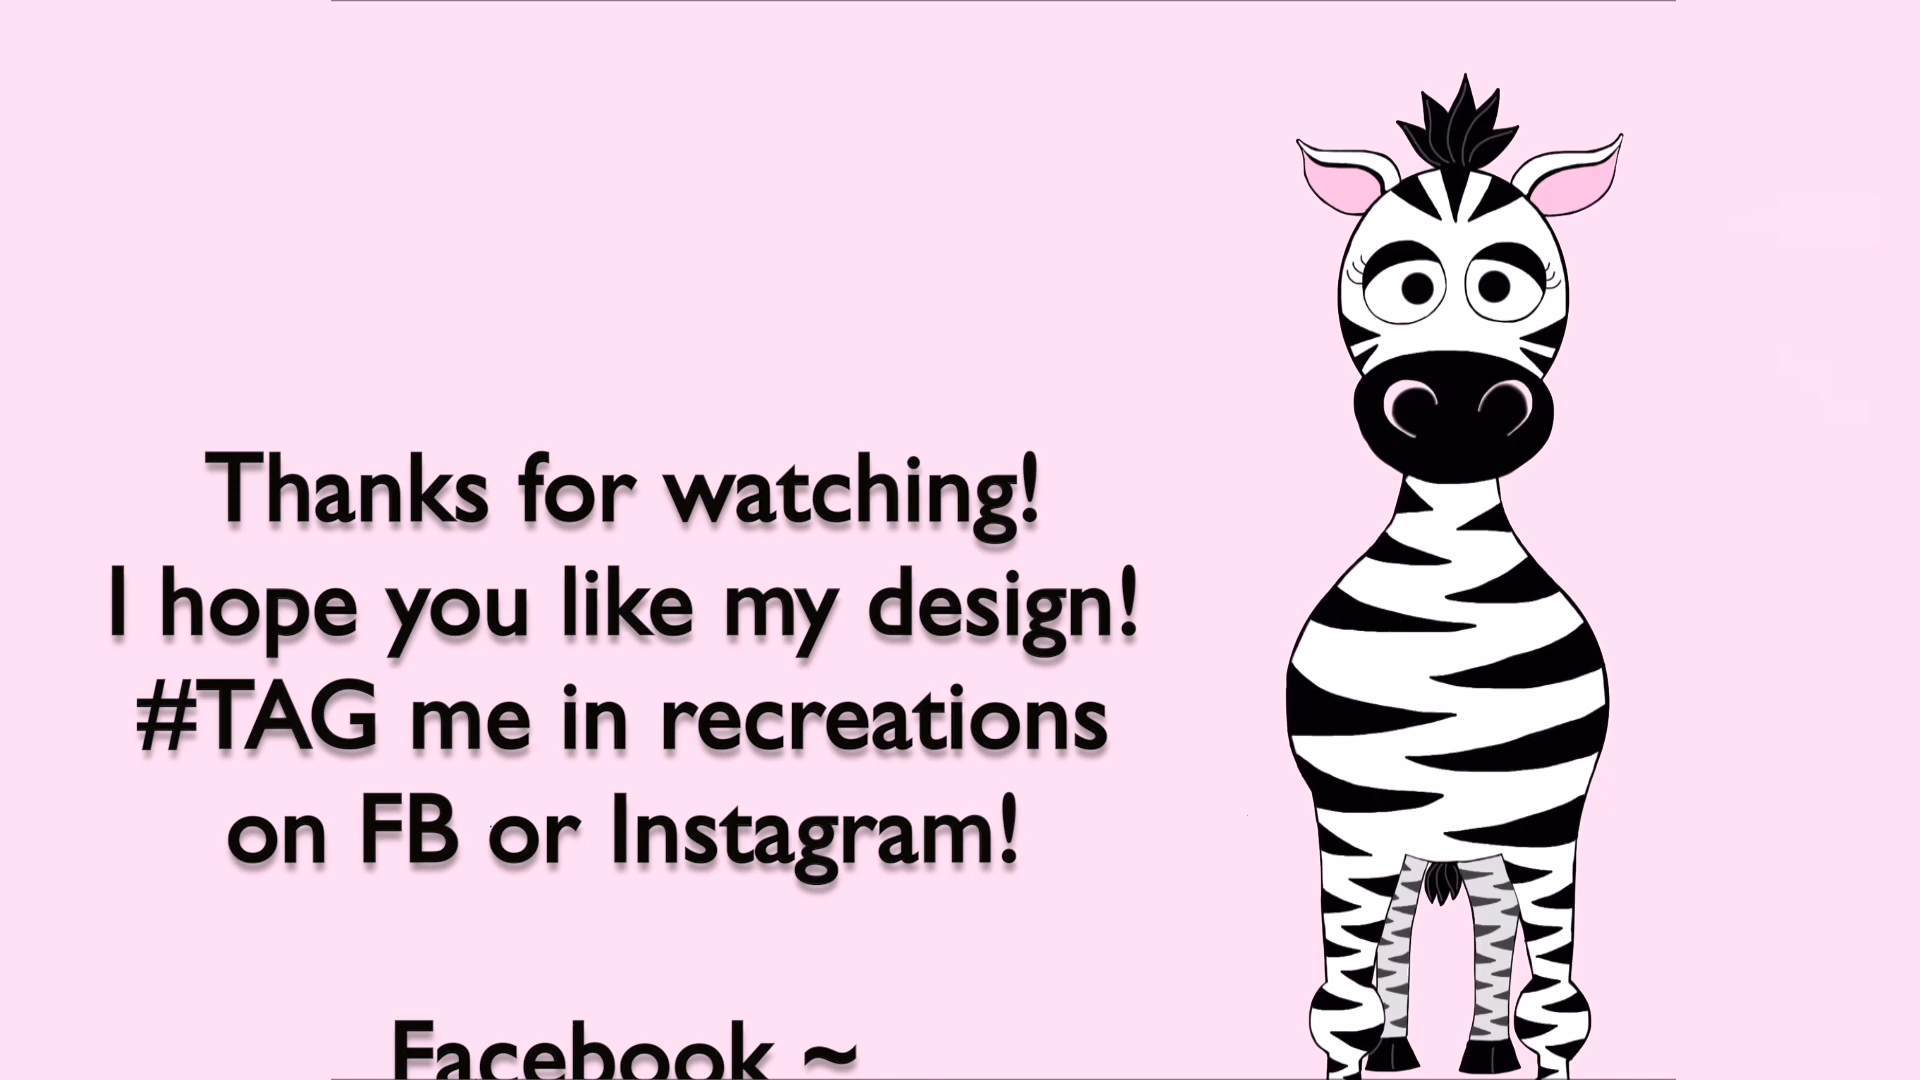 Thanks for watching!
I hope you like my design!
#TAG me in recreations
on FB or Instagram!
Facebook ~